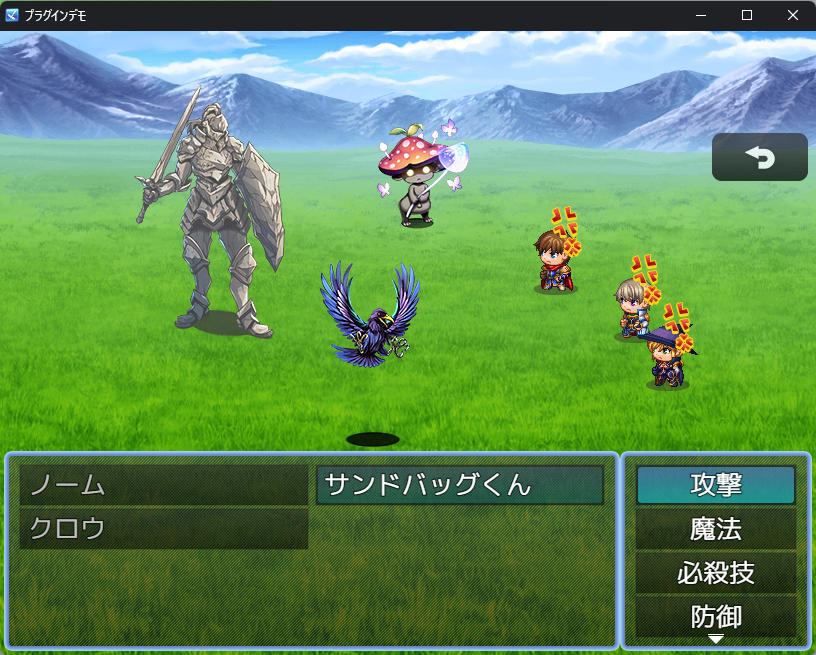 プラグインデモ
ノーム
サンドバッグくん
クロウ
攻撃
魔法
必殺技
防御